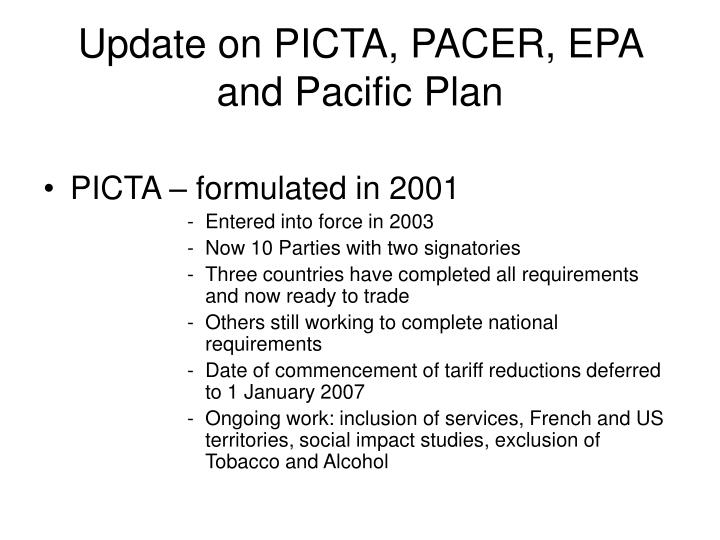 Update on PICTA, PACER, EPA
and Pacific Plan
• PICTA – formulated in 2001
- Entered into force in 2003
- Now 10 Parties with two signatories
- Three countries have completed all requirements
and now ready to trade
- Others still working to complete national
requirements
- Date of commencement of tariff reductions deferred
to 1 January 2007
- Ongoing work: inclusion of services, French and US
territories, social impact studies, exclusion of
Tobacco and Alcohol